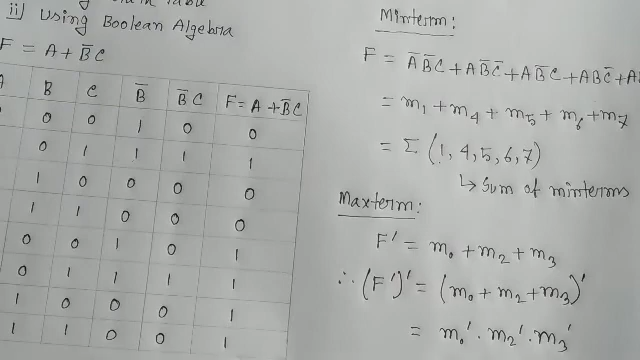 ii) Using Boolean Algebra
F = A + B̄C
A B C B̄ B̄C F = A + B̄C
0 0 1 0 0
0 1 1 1 1
1 0 0 0 0
1 1 0 0 0
0 0 1 0 1
0 1 1 1 1
1 0 0 0 1
1 1 0 0 1
Minterm:
F = ĀB̄C + AB̄C̄ + AB̄C + ABC̄ +
= m₁ + m₄ + m₅ + m₆ + m₇
= Σ (1, 4, 5, 6, 7)
↳ Sum of minterms
Maxterm:
F' = m₀ + m₂ + m₃
∴ (F')' = (m₀ + m₂ + m₃)'
= m₀' · m₂' · m₃'